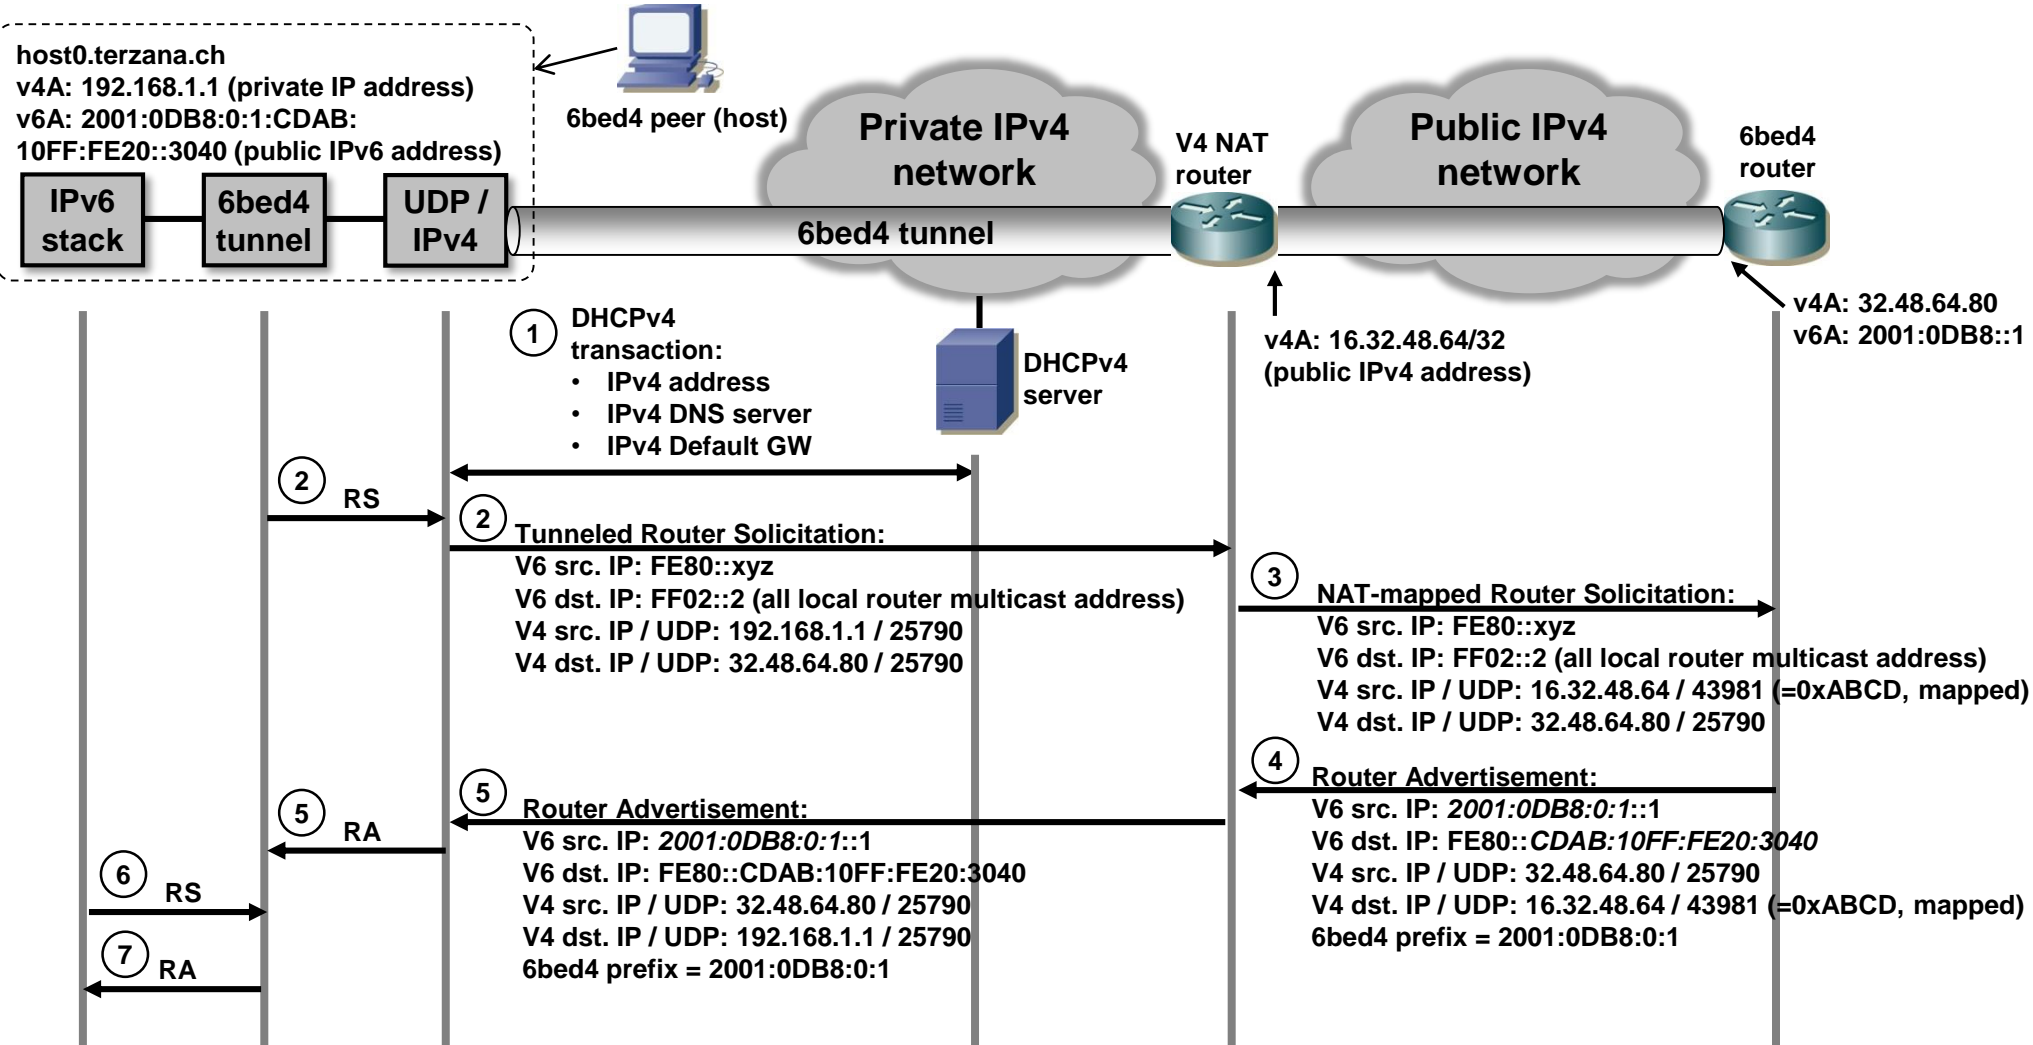 host0.terzana.ch
v4A: 192.168.1.1 (private IP address)
v6A: 2001:0DB8:0:1:CDAB:
10FF:FE20::3040 (public IPv6 address)
IPv6
stack
6bed4
tunnel
UDP /
IPv4
6bed4 peer (host)
Private IPv4
network
V4 NAT
router
Public IPv4
network
6bed4
router
6bed4 tunnel
v4A: 32.48.64.80
v6A: 2001:0DB8::1
v4A: 16.32.48.64/32
(public IPv4 address)
1
DHCPv4
transaction:
• IPv4 address
• IPv4 DNS server
• IPv4 Default GW
DHCPv4
server
2
RS
2
Tunneled Router Solicitation:
V6 src. IP: FE80::xyz
V6 dst. IP: FF02::2 (all local router multicast address)
V4 src. IP / UDP: 192.168.1.1 / 25790
V4 dst. IP / UDP: 32.48.64.80 / 25790
3
NAT-mapped Router Solicitation:
V6 src. IP: FE80::xyz
V6 dst. IP: FF02::2 (all local router multicast address)
V4 src. IP / UDP: 16.32.48.64 / 43981 (=0xABCD, mapped)
V4 dst. IP / UDP: 32.48.64.80 / 25790
4
Router Advertisement:
V6 src. IP: 2001:0DB8:0:1::1
V6 dst. IP: FE80::CDAB:10FF:FE20:3040
V4 src. IP / UDP: 32.48.64.80 / 25790
V4 dst. IP / UDP: 16.32.48.64 / 43981 (=0xABCD, mapped)
6bed4 prefix = 2001:0DB8:0:1
5
Router Advertisement:
V6 src. IP: 2001:0DB8:0:1::1
V6 dst. IP: FE80::CDAB:10FF:FE20:3040
V4 src. IP / UDP: 32.48.64.80 / 25790
V4 dst. IP / UDP: 192.168.1.1 / 25790
6bed4 prefix = 2001:0DB8:0:1
5
RA
6
RS
7
RA